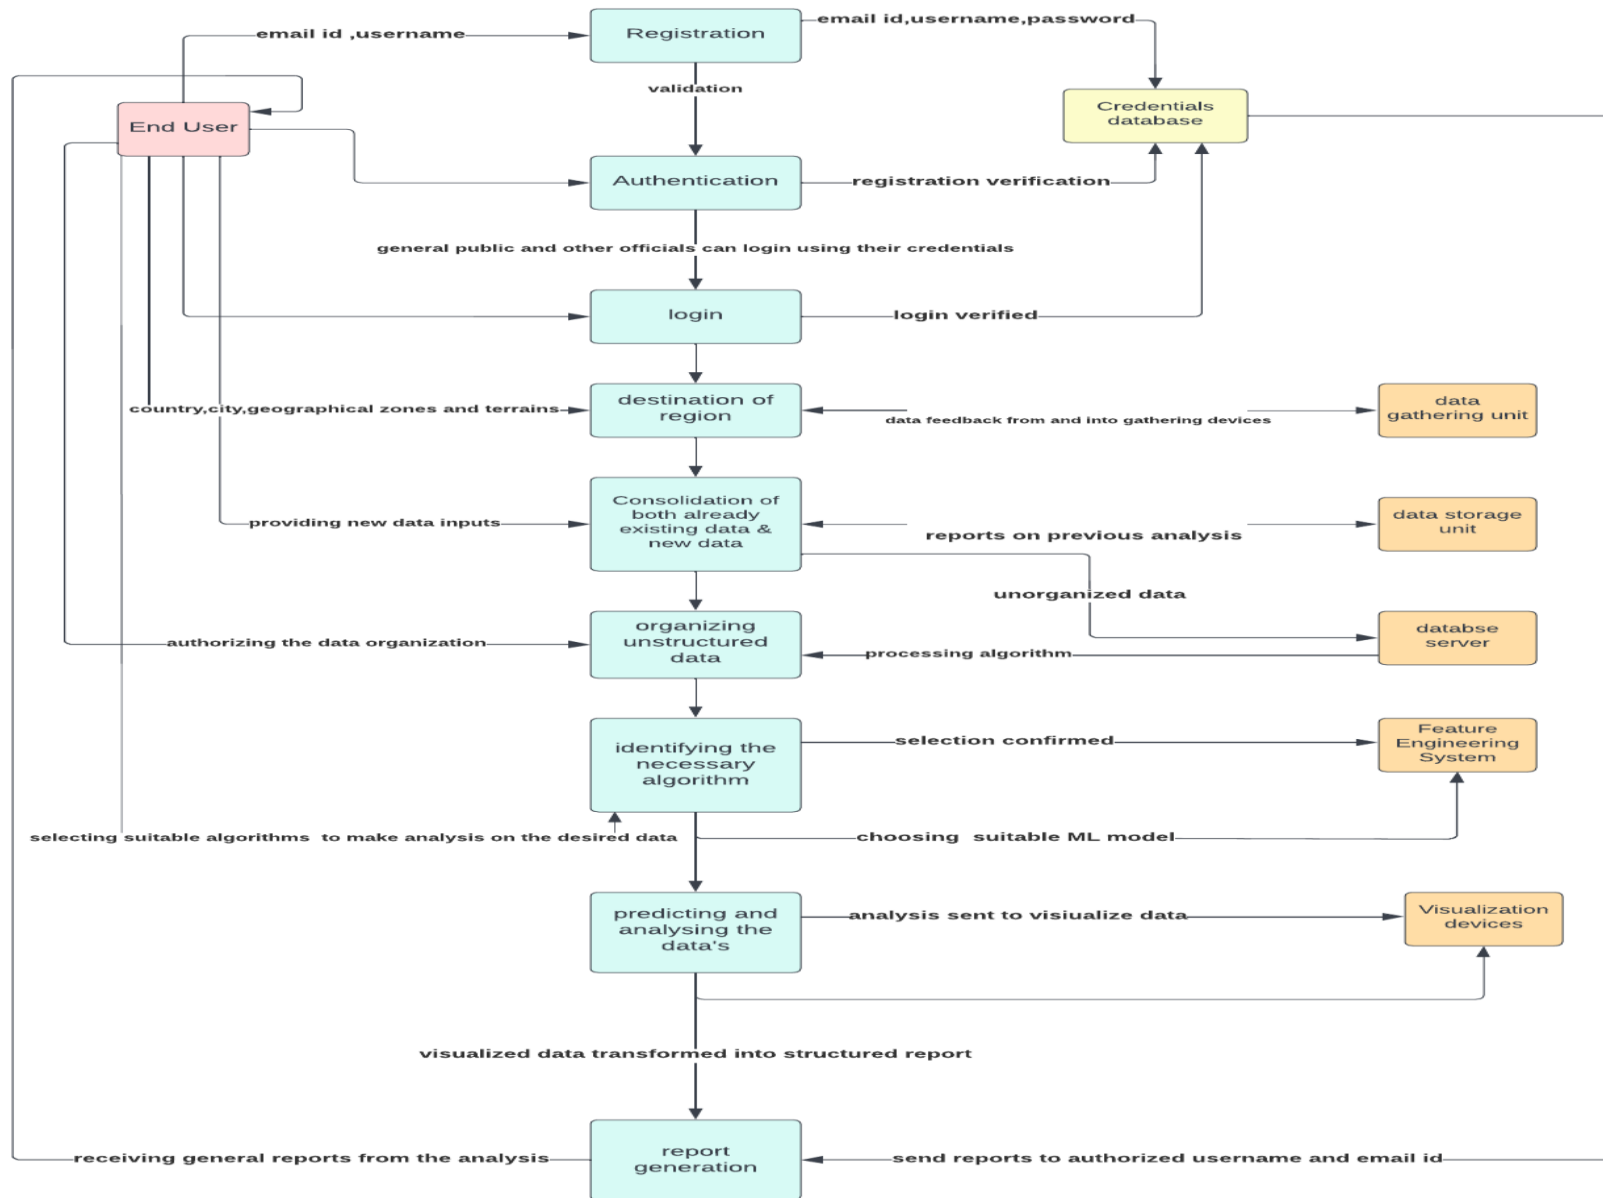 email id ,username
Registration
email id,username,password
validation
Credentials
database
End User
Authentication
registration verification
general public and other officials can login using their credentials
login
login verified
country,city,geographical zones and terrains
destination of
region
data feedback from and into gathering devices
data
gathering unit
providing new data inputs
Consolidation of
both already
existing data &
new data
reports on previous analysis
data storage
unit
unorganized data
authorizing the data organization
organizing
unstructured
data
processing algorithm
databse
server
identifying the
necessary
algorithm
selection confirmed
Feature
Engineering
System
selecting suitable algorithms  to make analysis on the desired data
choosing  suitable ML model
predicting and
analysing the
data's
analysis sent to visiualize data
Visualization
devices
visualized data transformed into structured report
receiving general reports from the analysis
report
generation
send reports to authorized username and email id